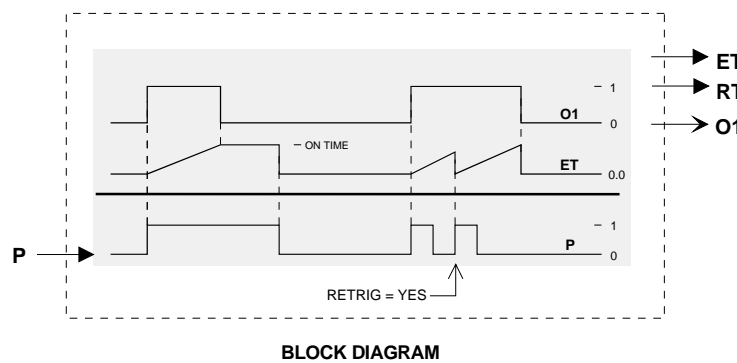 ET
1
RT
O1
0
O1
ON TIME
ET
0.0
1
P
P
0
RETRIG = YES
BLOCK DIAGRAM